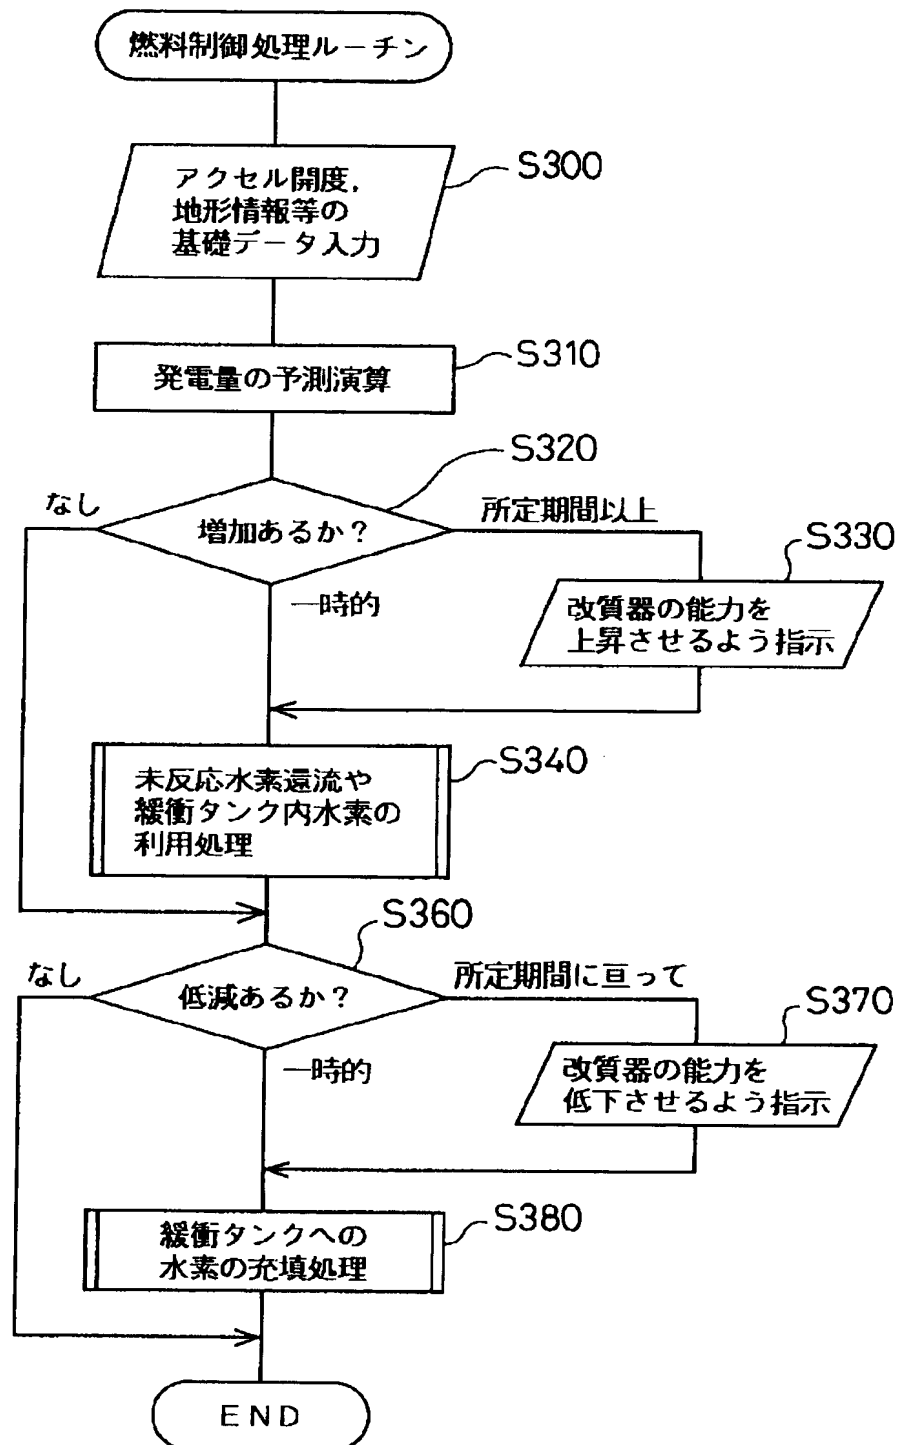 燃料制御処理ルーチン
S300
アクセル開度,
地形情報等の
基礎データ入力
S310
発電量の予測演算
S320
なし
増加あるか?
所定期間以上
S330
一時的
改質器の能力を
上昇させるよう指示
S340
未反応水素還流や
緩衝タンク内水素の
利用処理
S360
なし
低減あるか?
所定期間に亘って
S370
一時的
改質器の能力を
低下させるよう指示
S380
緩衝タンクへの
水素の充填処理
END